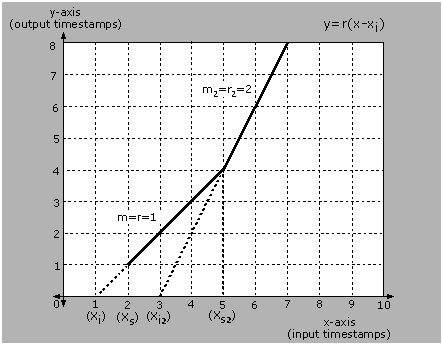 y-axis
(output timestamps)
y=r(x-xi)
8
7
6
5
4
3
2
1
m2=r2=2
m=r=1
0 1 2 3 4 5 6 7 8 9 10
(Xi) (Xs) (Xi2) (Xs2)
x-axis
(input timestamps)